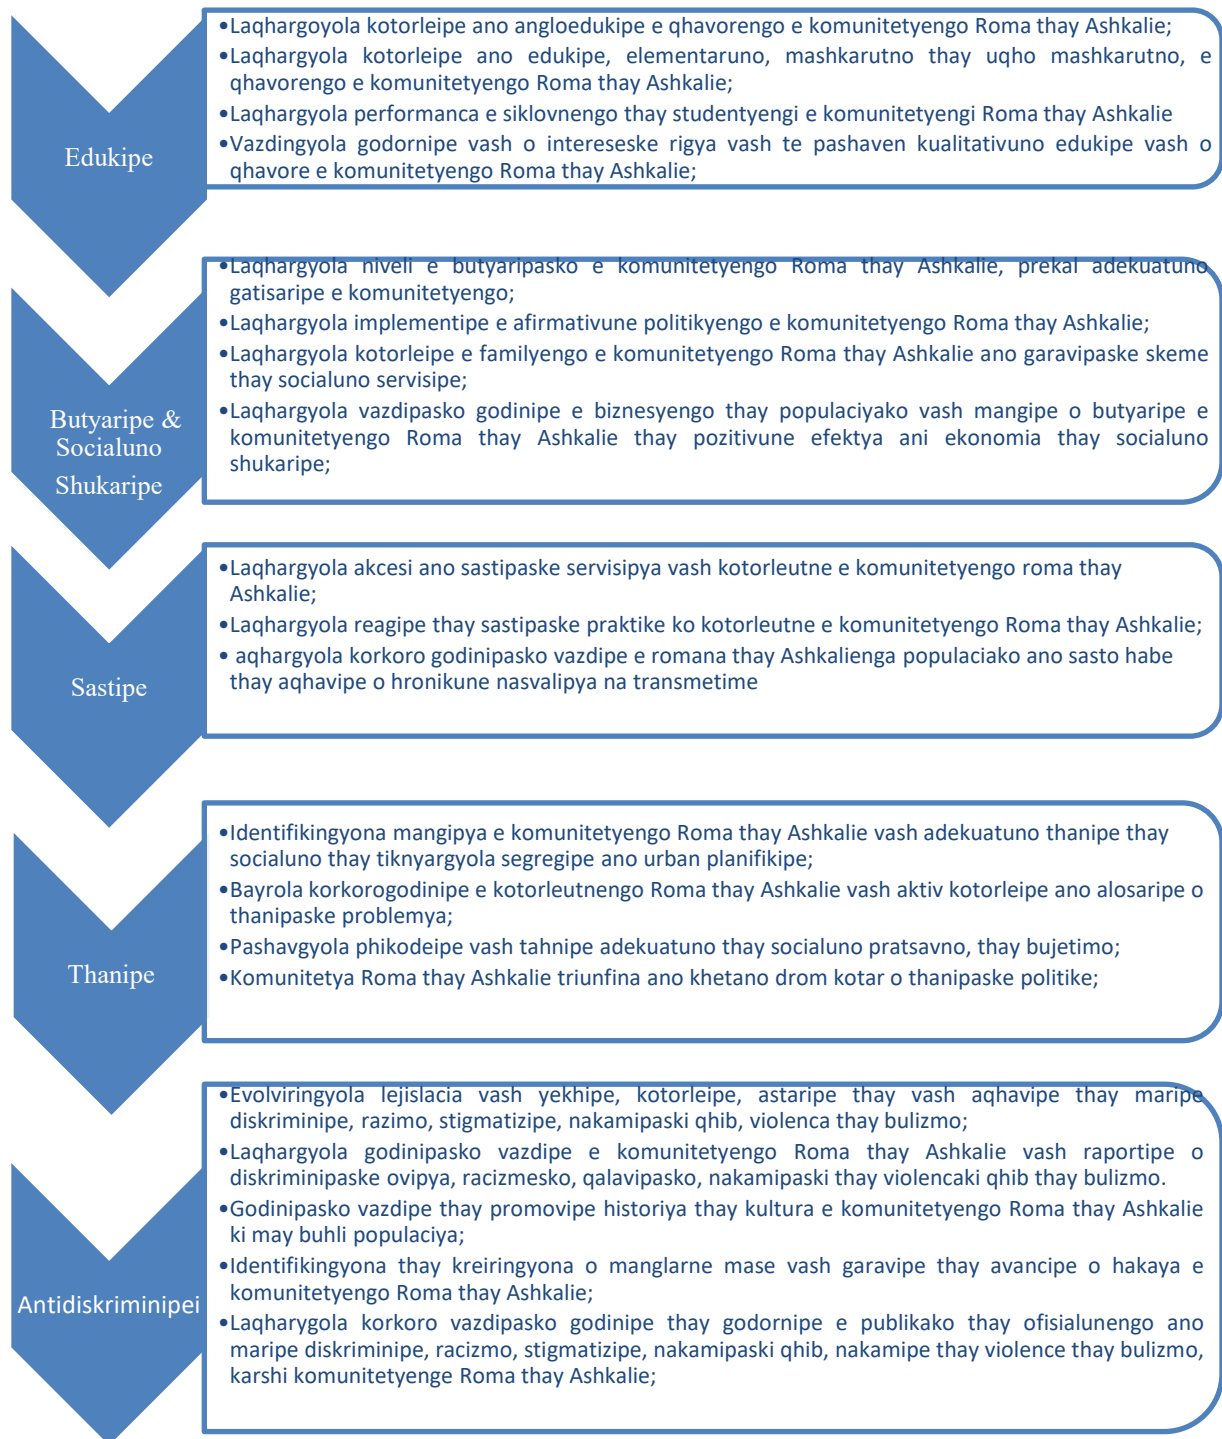 Edukipe
•Laqhargoyola kotorleipe ano angloedukipe e qhavorengo e komunitetyengo Roma thay Ashkalie;
•Laqhargyola kotorleipe ano edukipe, elementaruno, mashkarutno thay uqho mashkarutno, e
qhavorengo e komunitetyengo Roma thay Ashkalie;
•Laqhargyola performanca e siklovnengo thay studentyengi e komunitetyengi Roma thay Ashkalie
•Vazdingyola godornipe vash o intereseske rigya vash te pashaven kualitativuno edukipe vash o
qhavore e komunitetyengo Roma thay Ashkalie;
Butyaripe &
Socialuno
Shukaripe
•Laqhargyola niveli e butyaripasko e komunitetyengo Roma thay Ashkalie, prekal adekuatuno
gatisaripe e komunitetyengo;
•Laqhargyola implementipe e afirmativune politikyengo e komunitetyengo Roma thay Ashkalie;
•Laqhargyola kotorleipe e familyengo e komunitetyengo Roma thay Ashkalie ano garavipaske skeme
thay socialuno servisipe;
•Laqhargyola vazdipasko godinipe e biznesyengo thay populaciyako vash mangipe o butyaripe e
komunitetyengo Roma thay Ashkalie thay pozitivune efektya ani ekonomia thay socialuno
shukaripe;
Sastipe
•Laqhargyola akcesi ano sastipaske servisipya vash kotorleutne e komunitetyengo roma thay
Ashkalie;
•Laqhargyola reagipe thay sastipaske praktike ko kotorleutne e komunitetyengo Roma thay Ashkalie;
• aqhargyola korkoro godinipasko vazdipe e romana thay Ashkalienga populaciako ano sasto habe
thay aqhavipe o hronikune nasvalipya na transmetime
Thanipe
•Identifikingyona mangipya e komunitetyengo Roma thay Ashkalie vash adekuatuno thanipe thay
socialuno thay tiknyargyola segregipe ano urban planifikipe;
•Bayrola korkorogodinipe e kotorleutnengo Roma thay Ashkalie vash aktiv kotorleipe ano alosaripe o
thanipaske problemya;
•Pashavgyola phikodeipe vash tahnipe adekuatuno thay socialuno pratsavno, thay bujetimo;
•Komunitetya Roma thay Ashkalie triunfina ano khetano drom kotar o thanipaske politike;
Antidiskriminipei
•Evolviringyola lejislacia vash yekhipe, kotorleipe, astaripe thay vash aqhavipe thay maripe
diskriminipe, razimo, stigmatizipe, nakamipaski qhib, violenca thay bulizmo;
•Laqhargyola godinipasko vazdipe e komunitetyengo Roma thay Ashkalie vash raportipe o
diskriminipaske ovipya, racizmesko, qalavipasko, nakamipaski thay violencaki qhib thay bulizmo.
•Godinipasko vazdipe thay promovipe historiya thay kultura e komunitetyengo Roma thay Ashkalie
ki may buhli populaciya;
•Identifikingyona thay kreiringyona o manglarne mase vash garavipe thay avancipe o hakaya e
komunitetyengo Roma thay Ashkalie;
•Laqharygola korkoro vazdipasko godinipe thay godornipe e publikako thay ofisialunengo ano
maripe diskriminipe, racizmo, stigmatizipe, nakamipaski qhib, nakamipe thay violence thay bulizmo,
karshi komunitetyenge Roma thay Ashkalie;